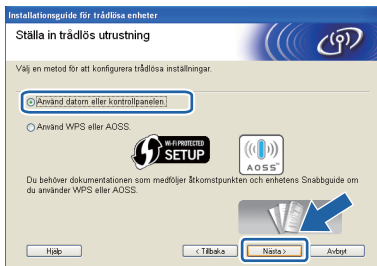 Installationsguide för trådlösa enheter
Ställa in trådlös utrustning
Välj en metod för att konfigurera trådlösa inställningar.
Använd datorn eller kontrollpanelen.
Använd WPS eller AOSS.
WI-FI PROTECTED
SETUP
AOSS™
Du behöver dokumentationen som medföljer åtkomstpunkten och enhetens Snabbguide om
du använder WPS eller AOSS.
Hjälp
< Tillbaka
Nästa >
Avbryt